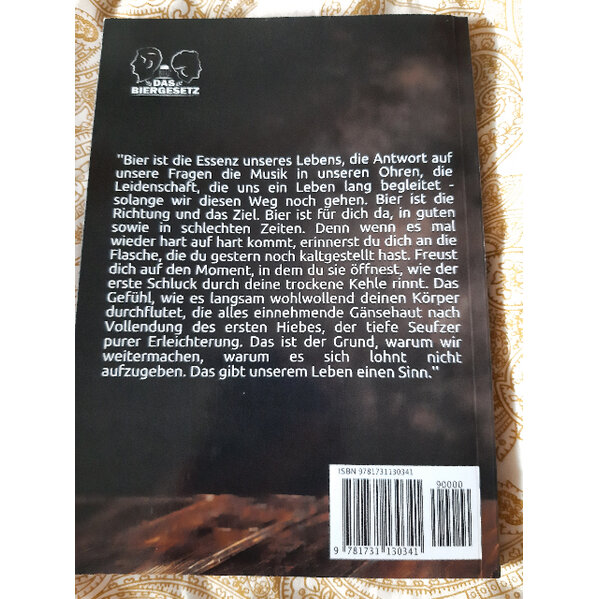 DAS
BIERGESETZ
"Bier ist die Essenz unseres Lebens, die Antwort auf
unsere Fragen die Musik in unseren Ohren, die
Leidenschaft, die uns ein Leben lang begleitet -
solange wir diesen Weg noch gehen. Bier ist die
Richtung und das Ziel. Bier ist für dich da, in guten
sowie in schlechten Zeiten. Denn wenn es mal
wieder hart auf hart kommt, erinnerst du dich an die
Flasche, die du gestern noch kaltgestellt hast. Freust
dich auf den Moment, in dem du sie öffnest, wie der
erste Schluck durch deine trockene Kehle rinnt. Das
Gefühl, wie es langsam wohlwollend deinen Körper
durchflutet, die alles einnehmende Gänsehaut nach
Vollendung des ersten Hiebes, der tiefe Seufzer
purer Erleichterung. Das ist der Grund, warum wir
weitermachen, warum es sich lohnt nicht
aufzugeben. Das gibt unserem Leben einen Sinn."
ISBN 9781731130341
90000
9 781731 130341